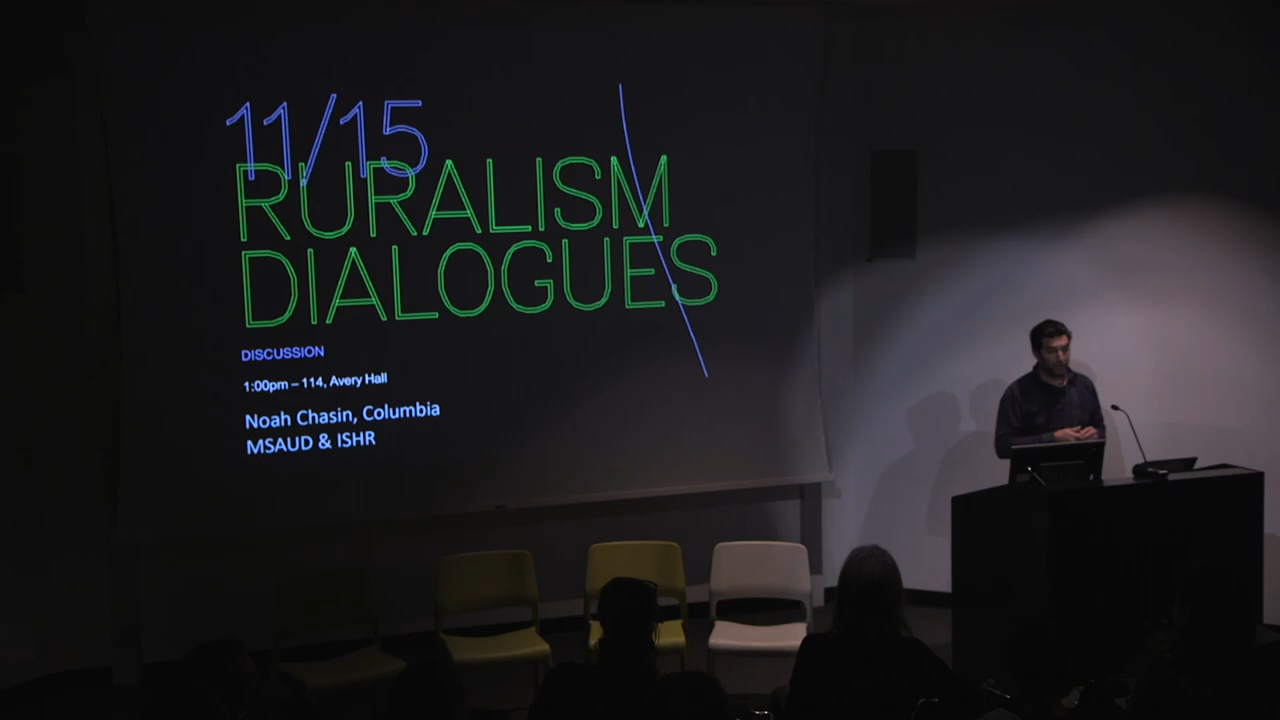 11/15
RURALISM
DIALOGUES
DISCUSSION
1:00pm – 114, Avery Hall
Noah Chasin, Columbia
MSAUD & ISHR